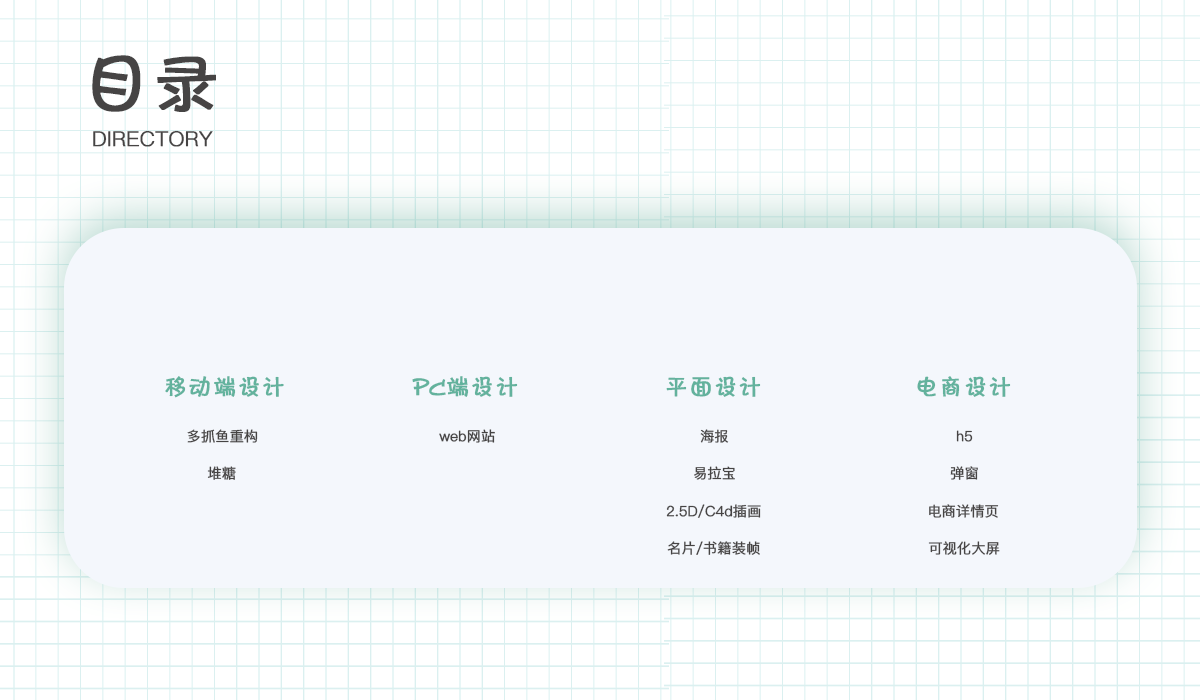 目录
DIRECTORY
移动端设计
多抓鱼重构
堆糖
PC端设计
web网站
平面设计
海报
易拉宝
2.5D/C4d插画
名片/书籍装帧
电商设计
h5
弹窗
电商详情页
可视化大屏